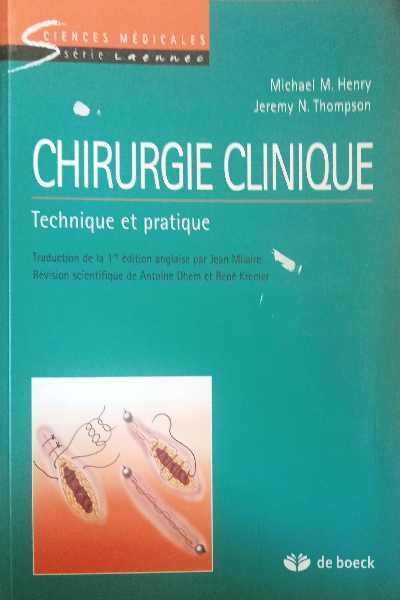 SCIENCES MÉDICALES
série Laennec
Michael M. Henry
Jeremy N. Thompson
CHIRURGIE CLINIQUE
Technique et pratique
Traduction de la 1re édition anglaise par Jean Milaire
Révision scientifique de Antoine Dhem et René Kremer
de boeck